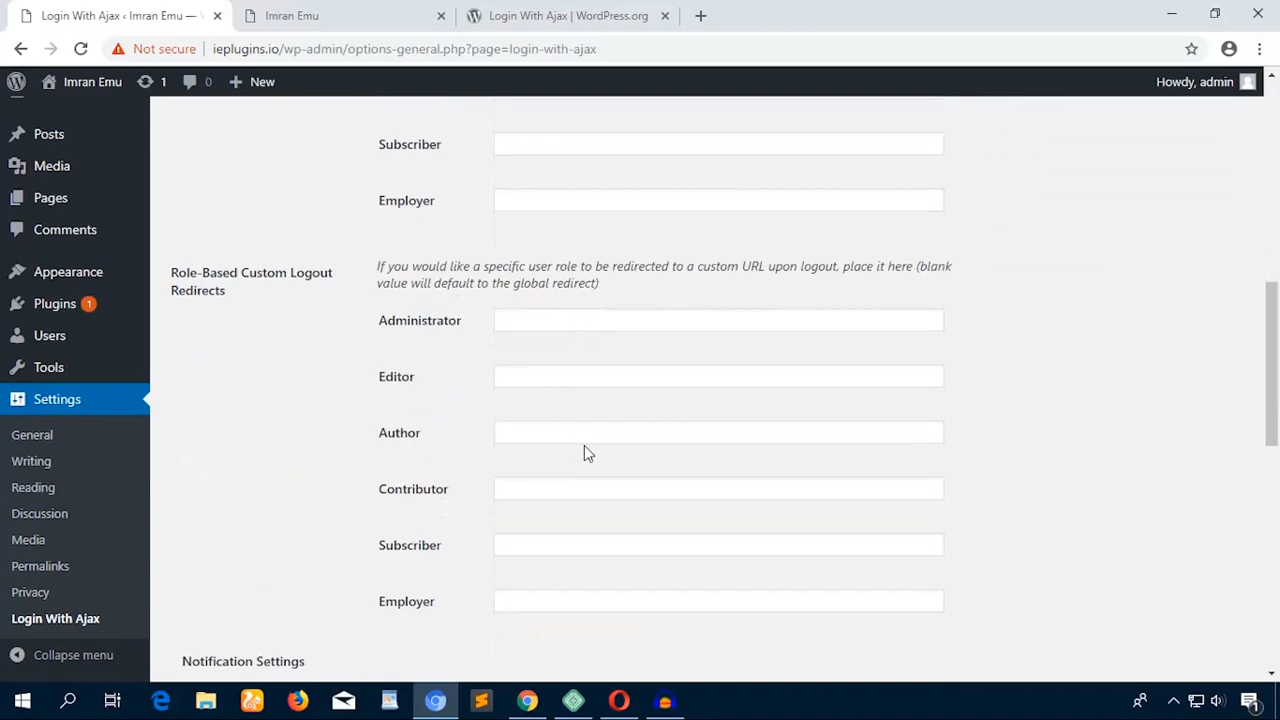 Login With Ajax ‹ Imran Emu —
Imran Emu
Login With Ajax | WordPress.org
Not secure
ieplugins.io/wp-admin/options-general.php?page=login-with-ajax
Imran Emu
1
0
New
Howdy, admin
Posts
Media
Pages
Comments
Appearance
Plugins 1
Users
Tools
Settings
General
Writing
Reading
Discussion
Media
Permalinks
Privacy
Login With Ajax
Collapse menu
Subscriber
Employer
Role-Based Custom Logout
Redirects
If you would like a specific user role to be redirected to a custom URL upon logout, place it here (blank
value will default to the global redirect)
Administrator
Editor
Author
Contributor
Subscriber
Employer
Notification Settings
1